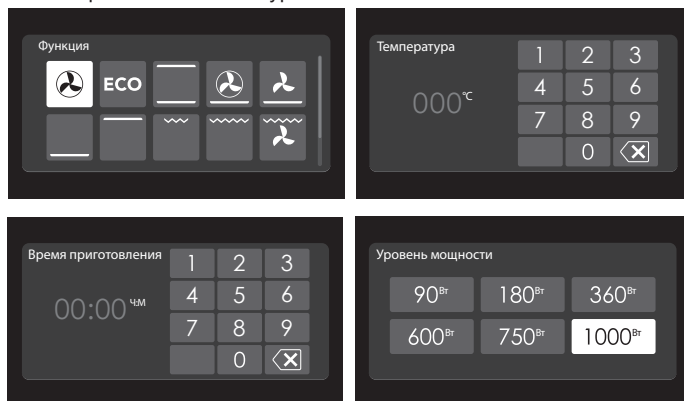 Функция
ECO
Температура
000°C
1 2 3
4 5 6
7 8 9
0
Время приготовления
00:00 ч:м
1 2 3
4 5 6
7 8 9
0
Уровень мощности
90Вт 180Вт 360Вт
600Вт 750Вт 1000Вт